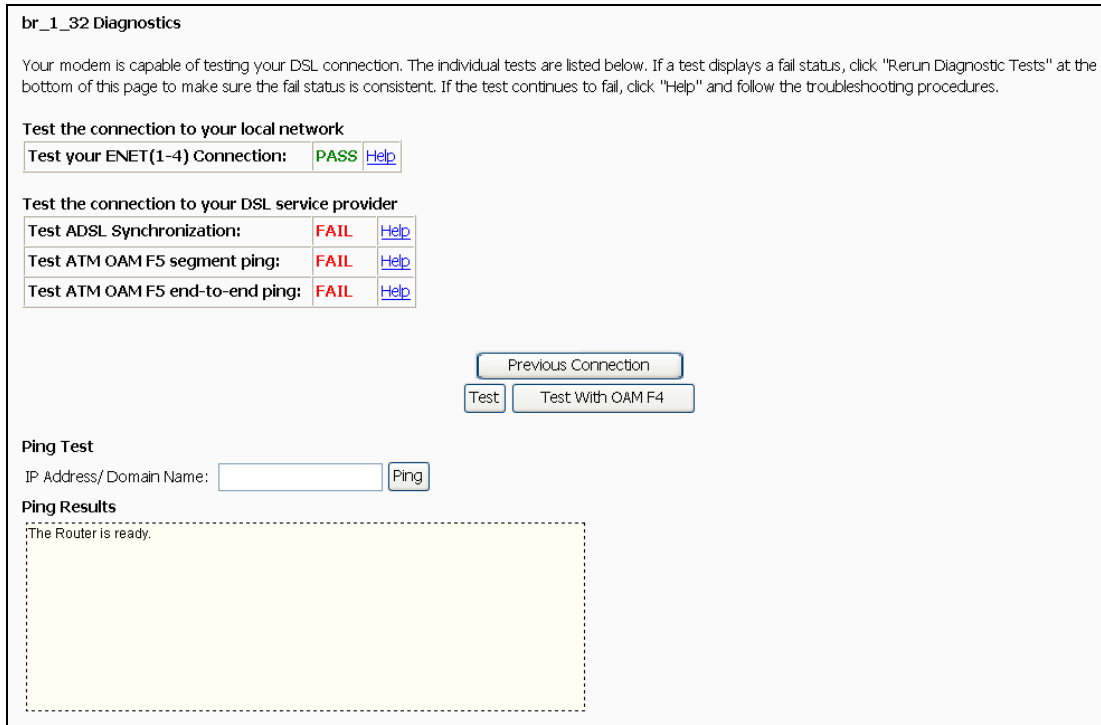 br_1_32 Diagnostics
Your modem is capable of testing your DSL connection. The individual tests are listed below. If a test displays a fail status, click "Rerun Diagnostic Tests" at the
bottom of this page to make sure the fail status is consistent. If the test continues to fail, click "Help" and follow the troubleshooting procedures.
Test the connection to your local network
Test your ENET(1-4) Connection: PASS Help
Test the connection to your DSL service provider
Test ADSL Synchronization: FAIL Help
Test ATM OAM F5 segment ping: FAIL Help
Test ATM OAM F5 end-to-end ping: FAIL Help
Previous Connection
Test Test With OAM F4
Ping Test
IP Address/ Domain Name: Ping
Ping Results
The Router is ready.